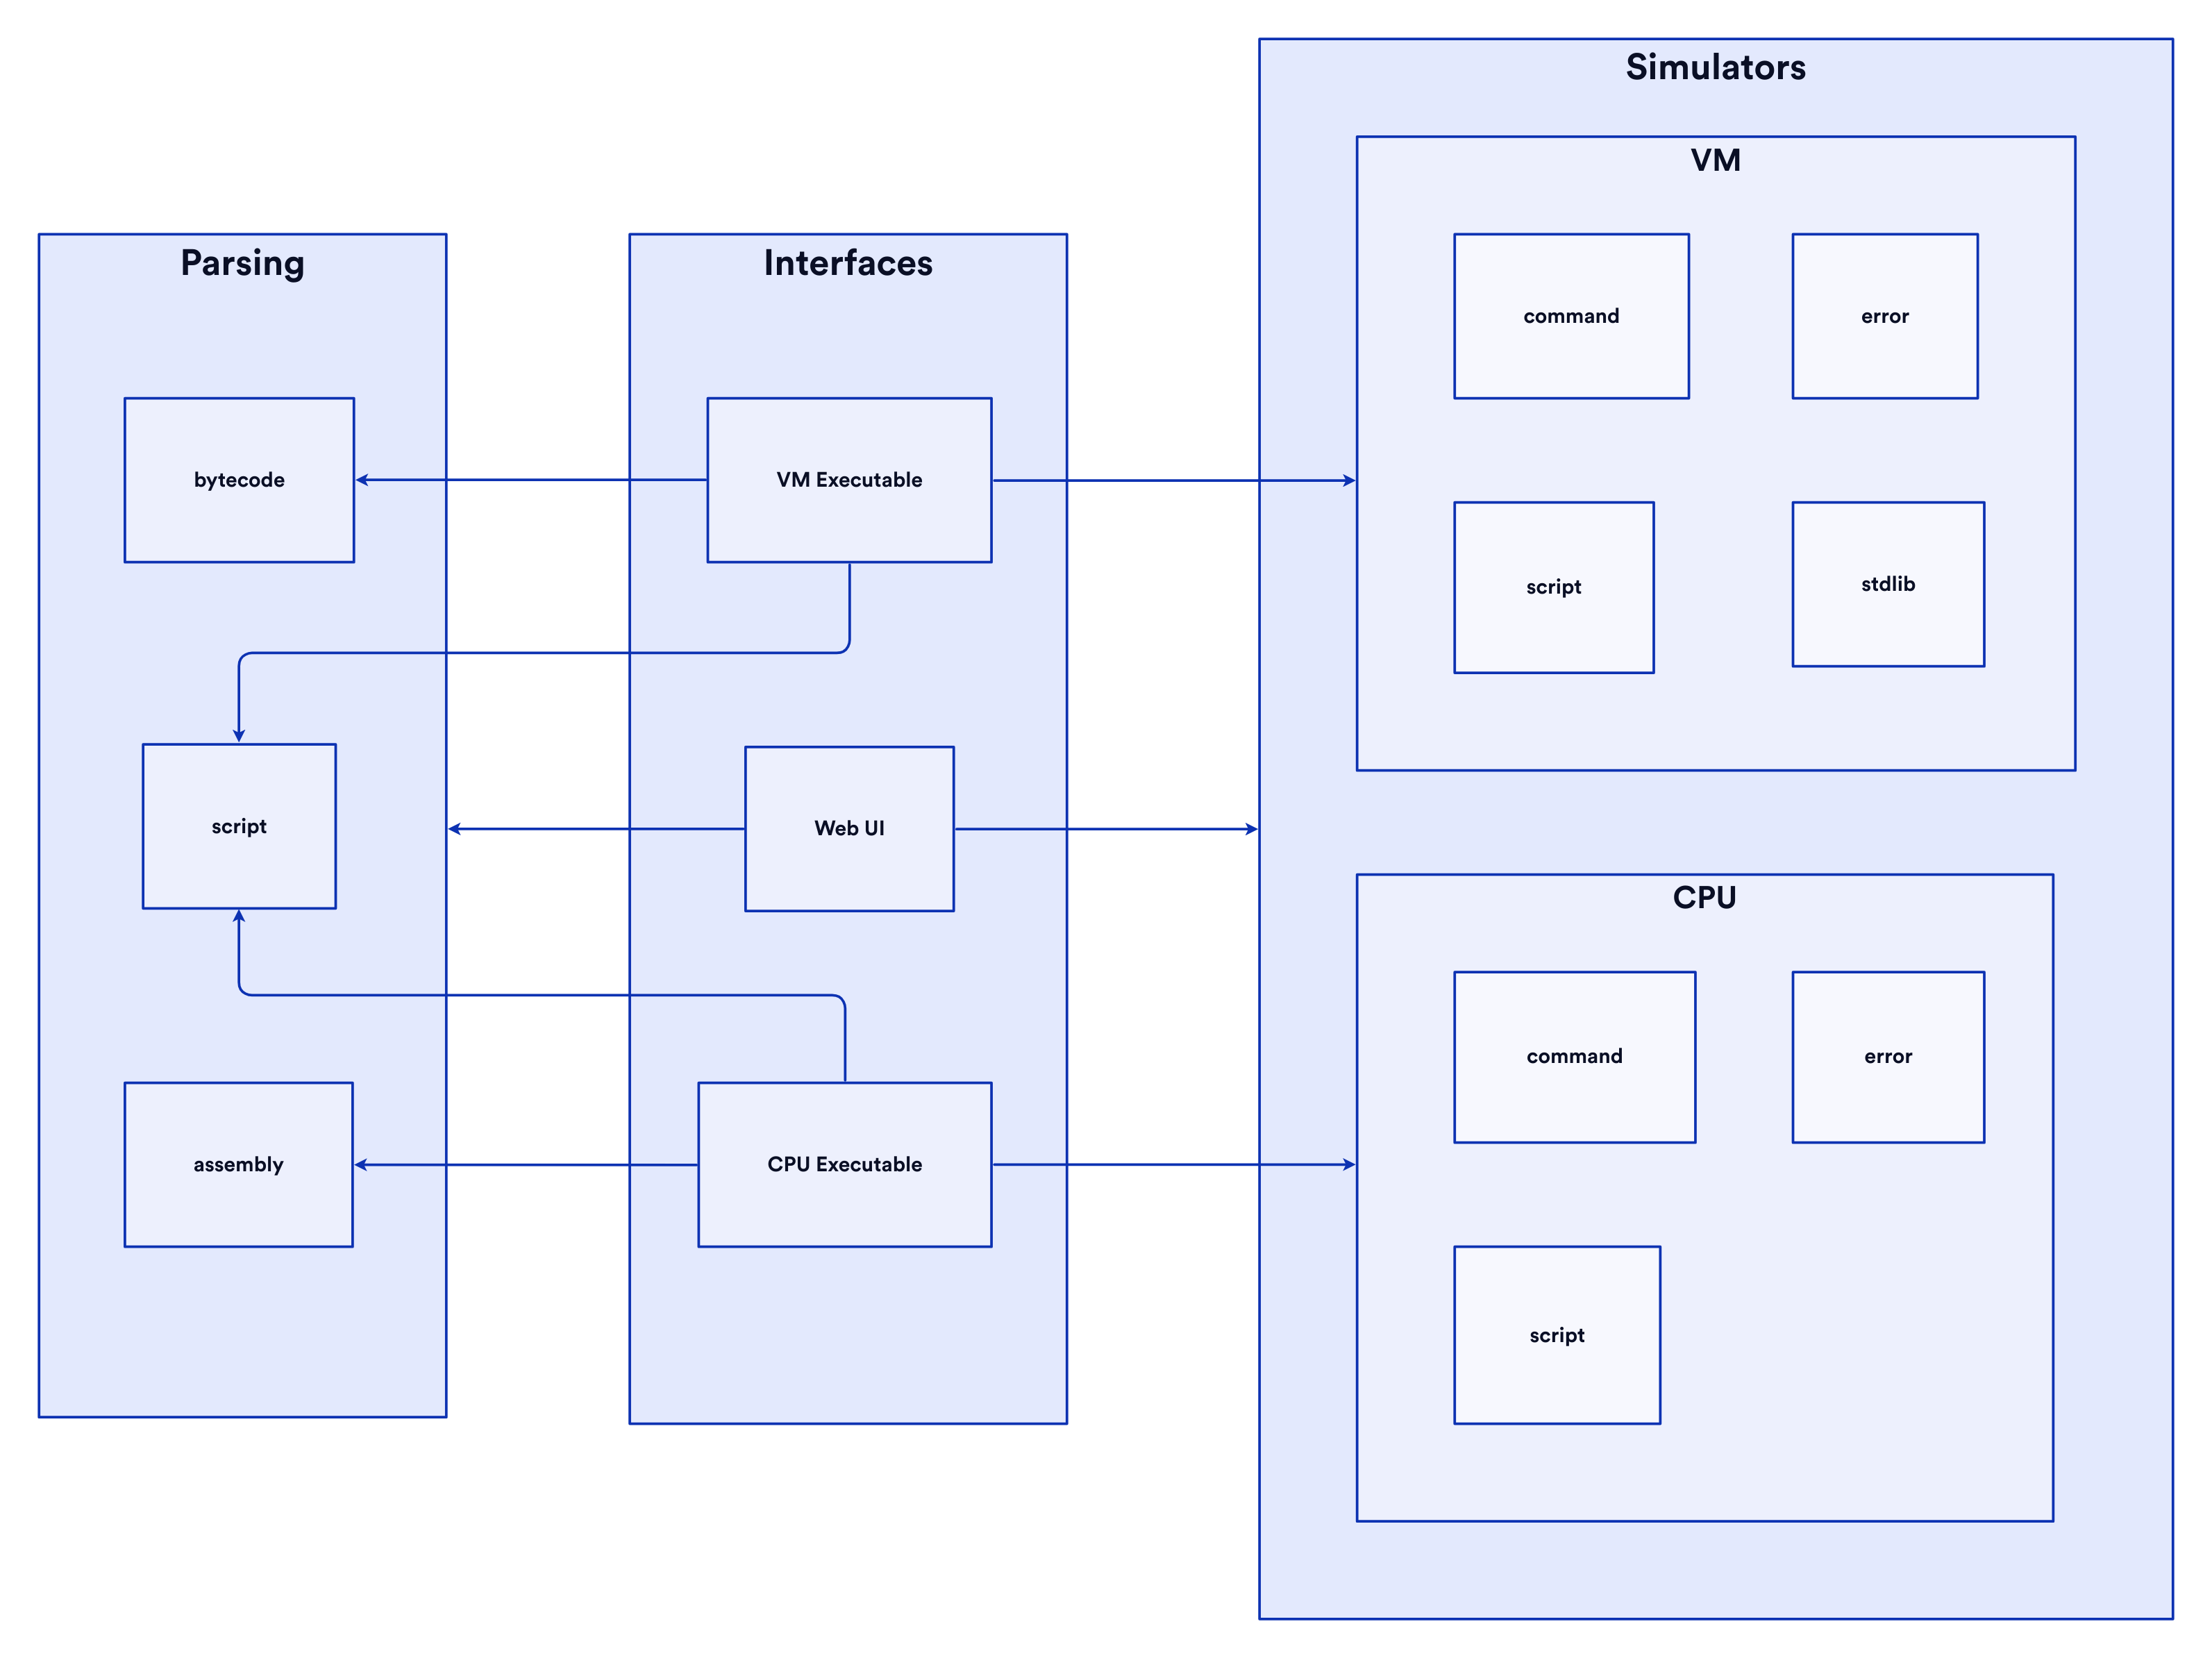 Parsing
bytecode
script
assembly
Interfaces
VM Executable
Web UI
CPU Executable
Simulators
VM
command
error
script
stdlib
CPU
command
error
script